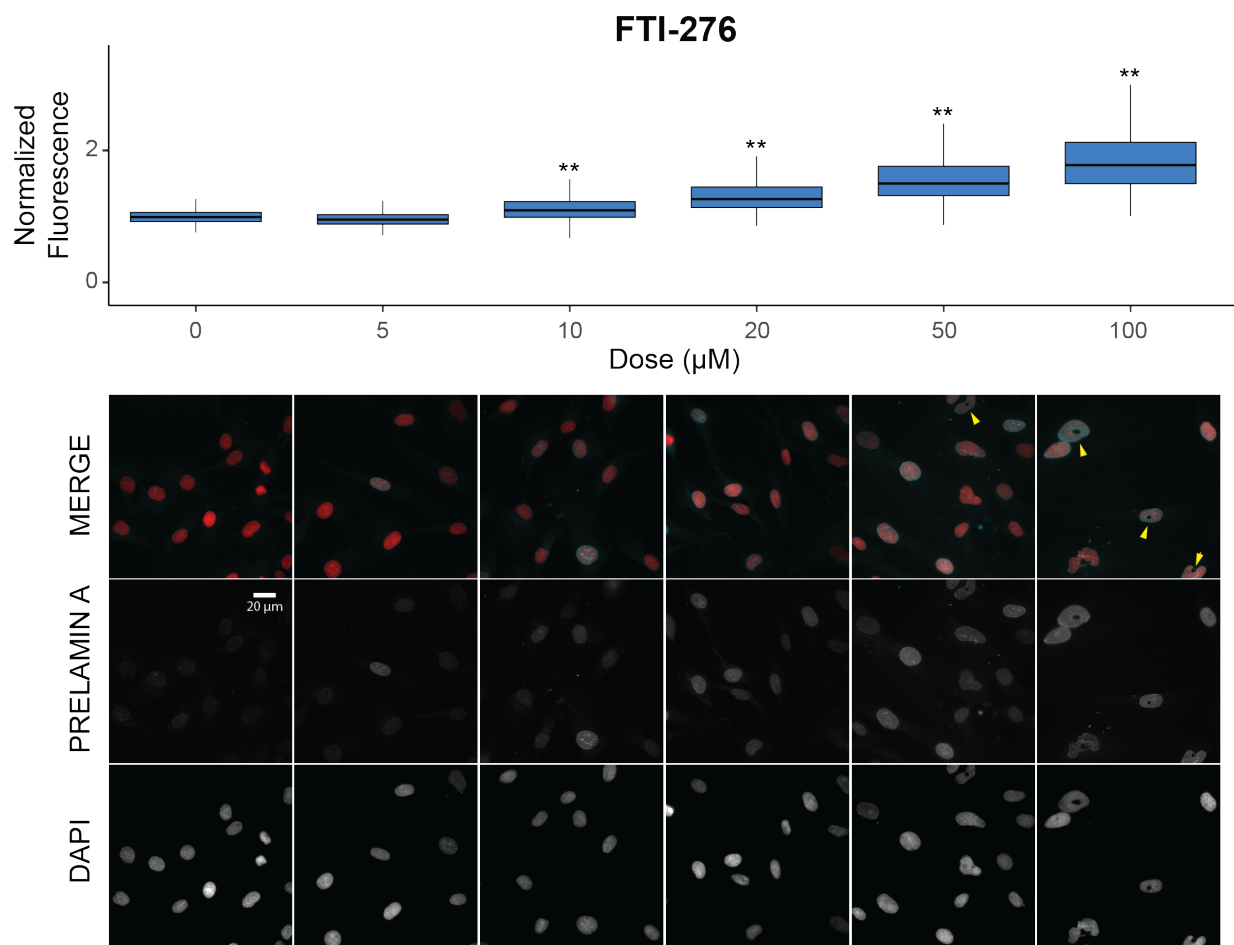 FTI-276
Normalized
Fluorescence
2
0
**
**
**
**
0 5 10 20 50 100
Dose (µM)
MERGE
PRELAMIN A
20 µm
DAPI